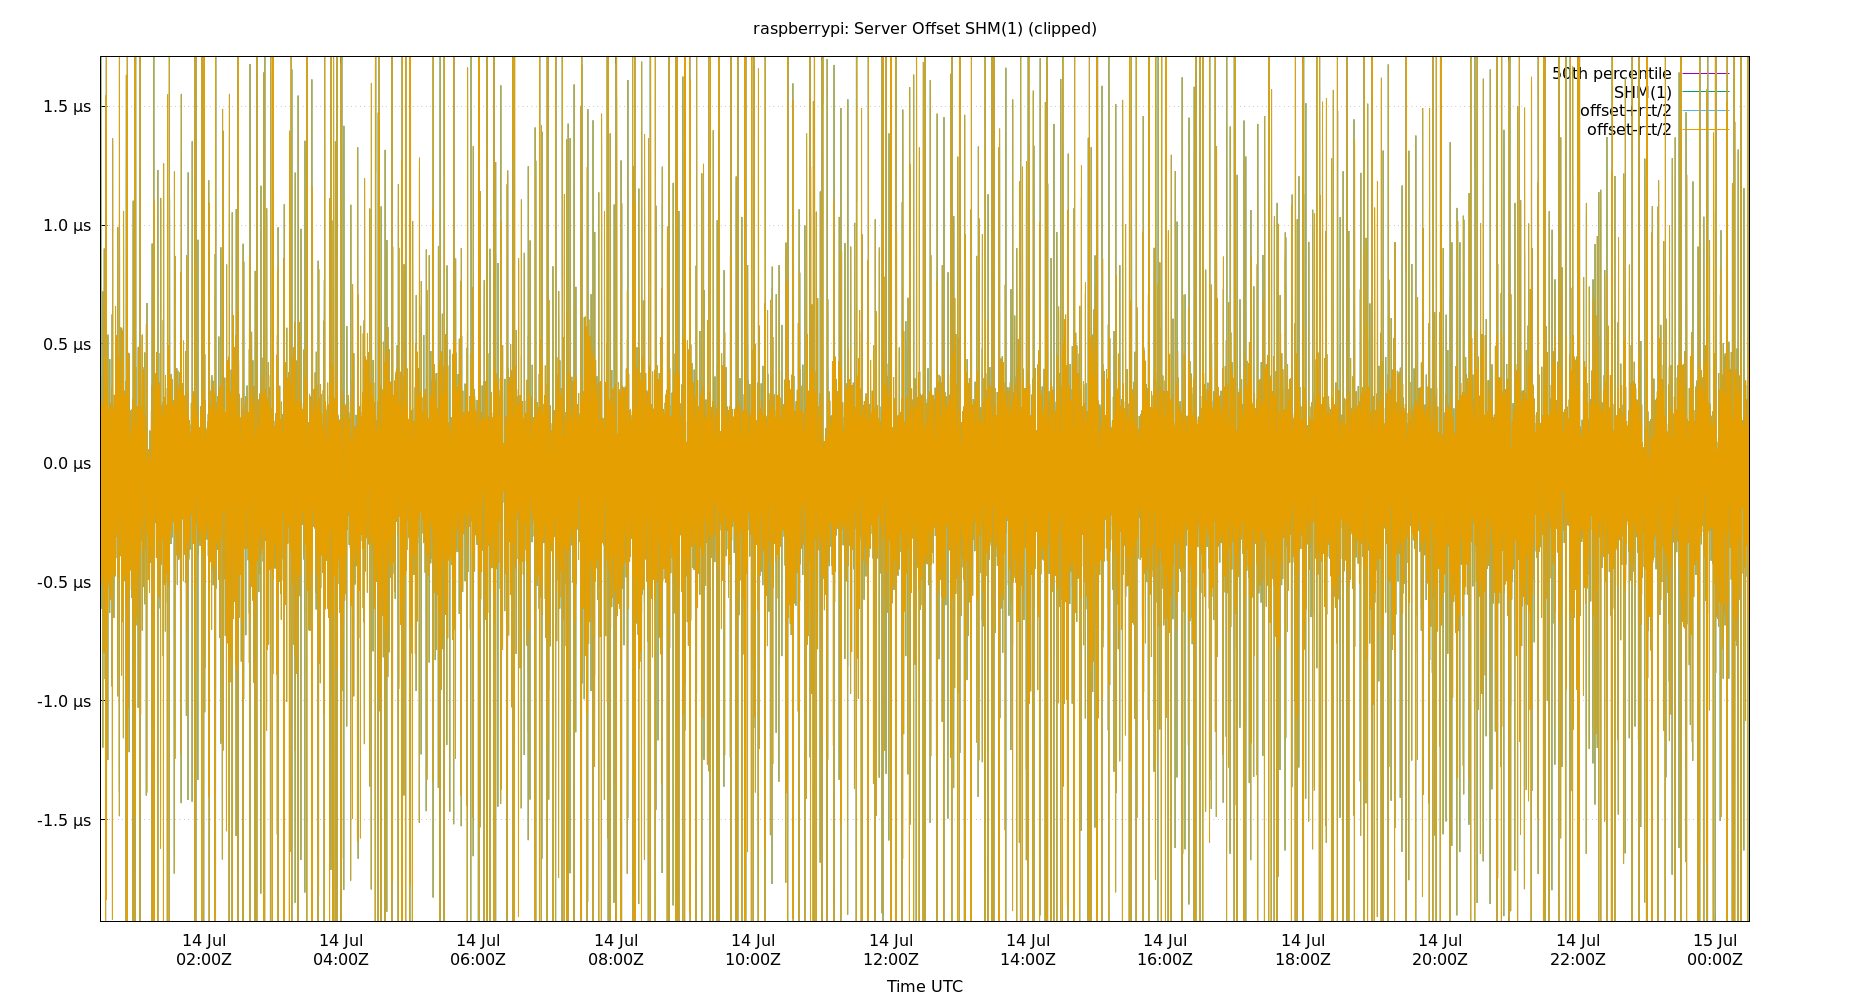 raspberrypi: Server Offset SHM(1) (clipped)
50th percentile
SHM(1)
offset+rtt/2
offset-rtt/2
1.5 µs
1.0 µs
0.5 µs
0.0 µs
-0.5 µs
-1.0 µs
-1.5 µs
14 Jul 14 Jul 14 Jul 14 Jul 14 Jul 14 Jul 14 Jul 14 Jul 14 Jul 14 Jul 14 Jul 15 Jul
02:00Z 04:00Z 06:00Z 08:00Z 10:00Z 12:00Z 14:00Z 16:00Z 18:00Z 20:00Z 22:00Z 00:00Z
Time UTC